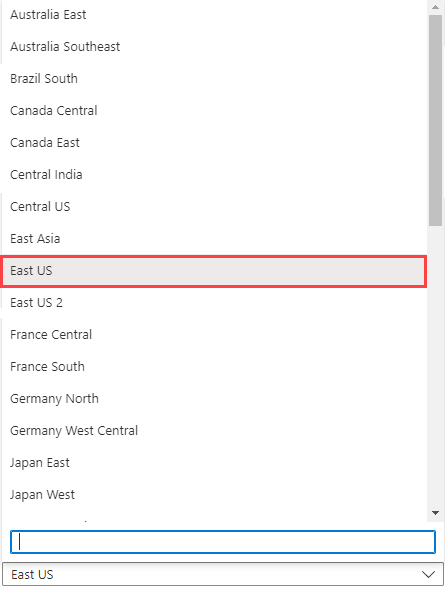 Australia East
Australia Southeast
Brazil South
Canada Central
Canada East
Central India
Central US
East Asia
East US
East US 2
France Central
France South
Germany North
Germany West Central
Japan East
Japan West
East US